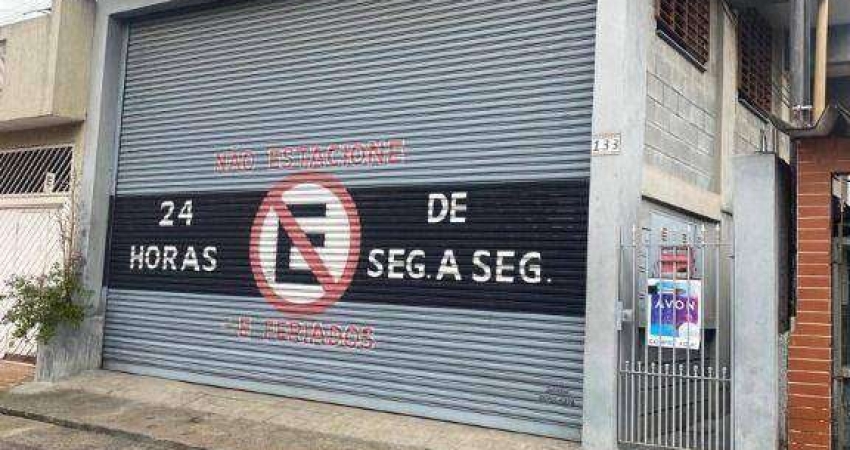 NÃO ESTACIONE
24
HORAS
E
DE
SEG. A SEG.
E FERIADOS
133
AVON